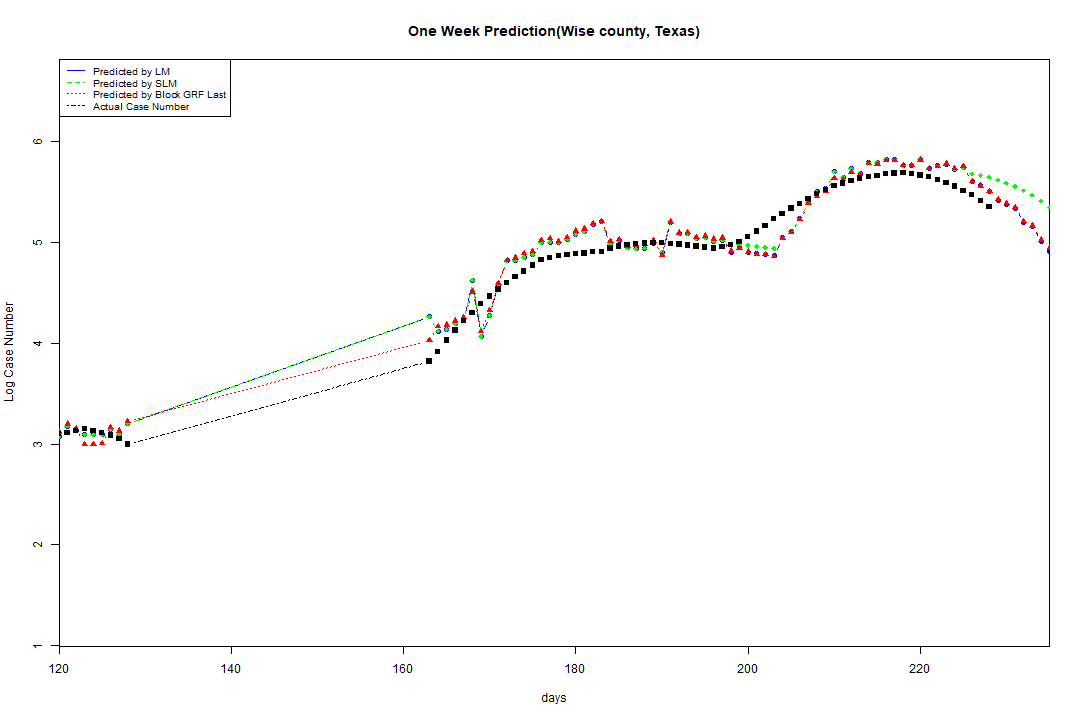 One Week Prediction(Wise county, Texas)
Predicted by LM
Predicted by SLM
Predicted by Block GRF Last
Actual Case Number
6
5
4
3
2
1
Log Case Number
120 140 160 180 200 220
days